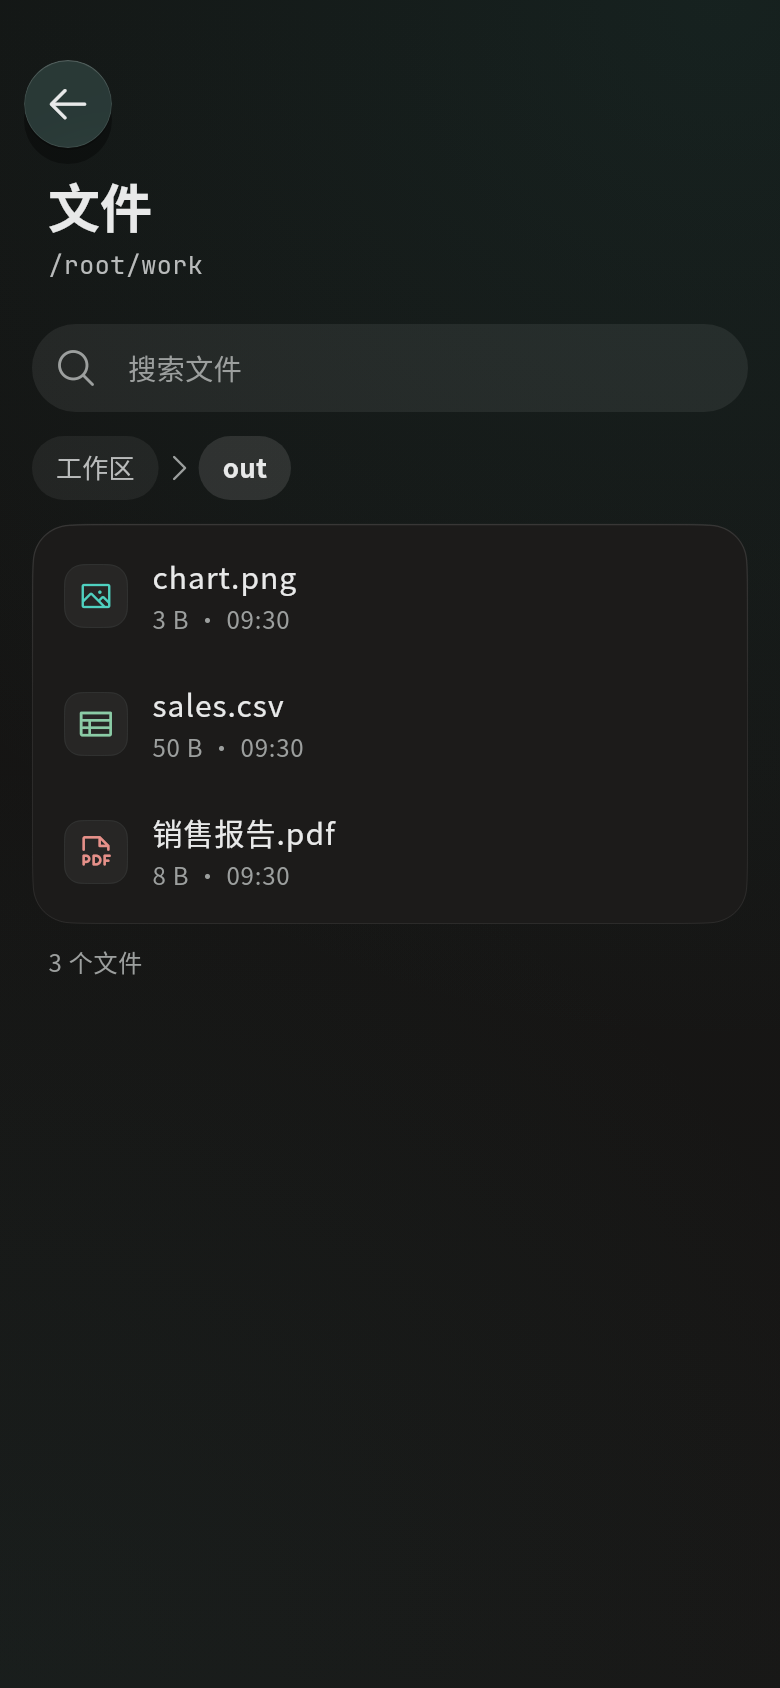 文件
/root/work
搜索文件
工作区 out
chart.png
3 B • 09:30
sales.csv
50 B • 09:30
PDF
销售报告.pdf
8 B • 09:30
3 个文件